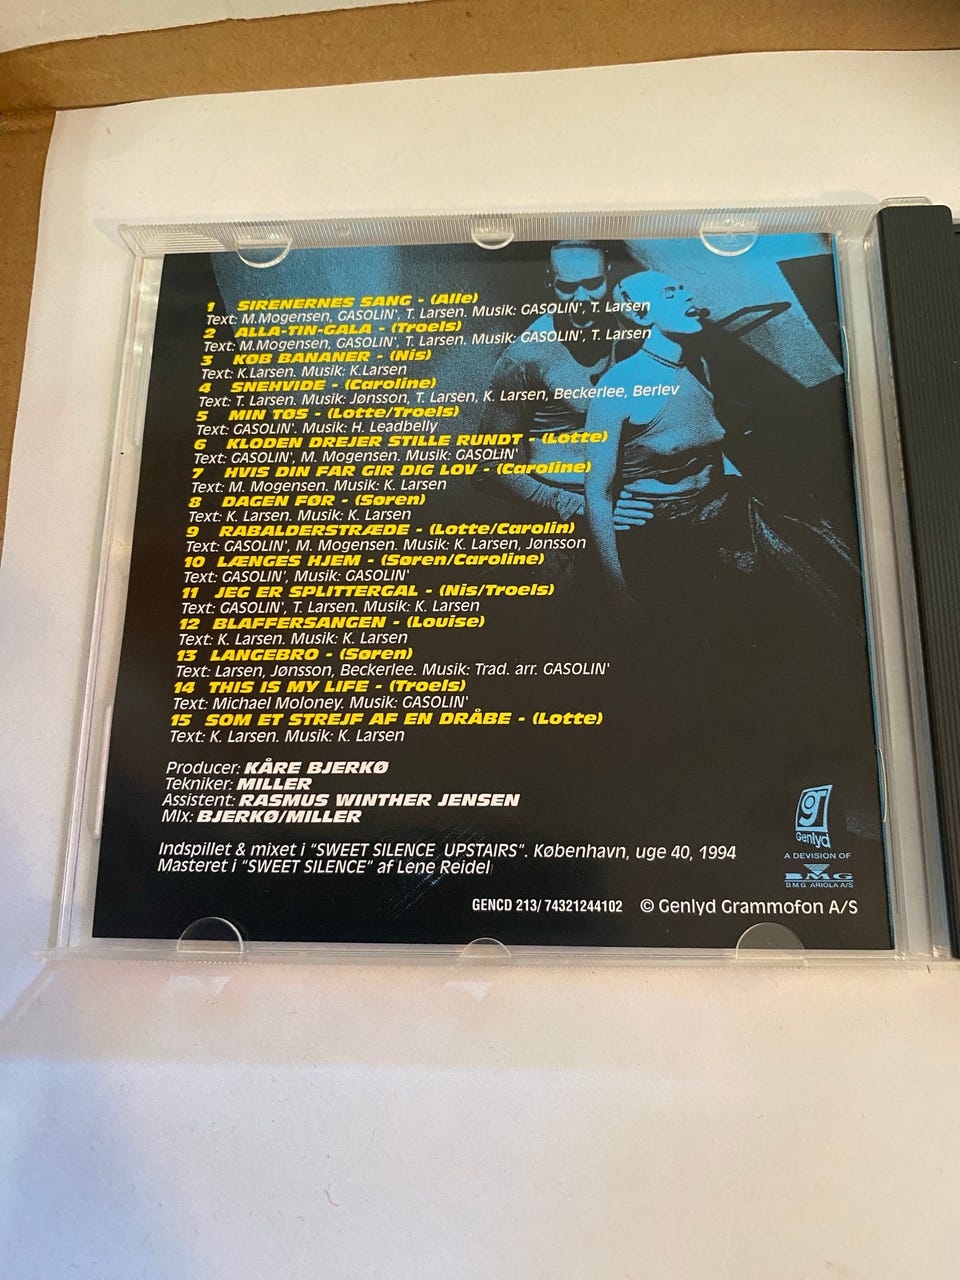 1 SIRENERNES SANG - (Alle)
Text: M.Mogensen, GASOLIN', T. Larsen. Musik: GASOLIN', T. Larsen
2 ALLA-TIN-GALA - (Troels)
Text: M.Mogensen, GASOLIN', T. Larsen. Musik: GASOLIN', T. Larsen
3 KØB BANANER - (Nis)
Text: K.Larsen. Musik: K.Larsen
4 SNEHVIDE - (Caroline)
Text: T. Larsen. Musik: Jønsson, T. Larsen, K. Larsen, Beckerlee, Berlev
5 MIN TØS - (Lotte/Troels)
Text: GASOLIN'. Musik: H. Leadbelly
6 KLODEN DREJER STILLE RUNDT - (Lotte)
Text: GASOLIN', M. Mogensen. Musik: GASOLIN'
7 HVIS DIN FAR GIR DIG LOV - (Caroline)
Text: M. Mogensen. Musik: K. Larsen
8 DAGEN FØR - (Søren)
Text: K. Larsen. Musik: K. Larsen
9 RABALDERSTRÆDE - (Lotte/Carolin)
Text: GASOLIN', M. Mogensen. Musik: K. Larsen, Jønsson
10 LÆNGES HJEM - (Søren/Caroline)
Text: GASOLIN', Musik: GASOLIN'
11 JEG ER SPLITTERGAL - (Nis/Troels)
Text: GASOLIN', T. Larsen. Musik: K. Larsen
12 BLAFFERSANGEN - (Louise)
Text: K. Larsen. Musik: K. Larsen
13 LANGEBRO - (Søren)
Text: Larsen, Jønsson, Beckerlee. Musik: Trad. arr. GASOLIN'
14 THIS IS MY LIFE - (Troels)
Text: Michael Moloney. Musik: GASOLIN'
15 SOM ET STREJF AF EN DRÅBE - (Lotte)
Text: K. Larsen. Musik: K. Larsen
Producer: KÅRE BJERKØ
Tekniker: MILLER
Assistent: RASMUS WINTHER JENSEN
MIx: BJERKØ/MILLER
Indspillet & mixet i "SWEET SILENCE UPSTAIRS". København, uge 40, 1994
Masteret i "SWEET SILENCE" af Lene Reidel
Genlyd
A DEVISION OF
BMG
B.M.G. ARIOLA A/S
GENCD 213/ 74321244102 © Genlyd Grammofon A/S